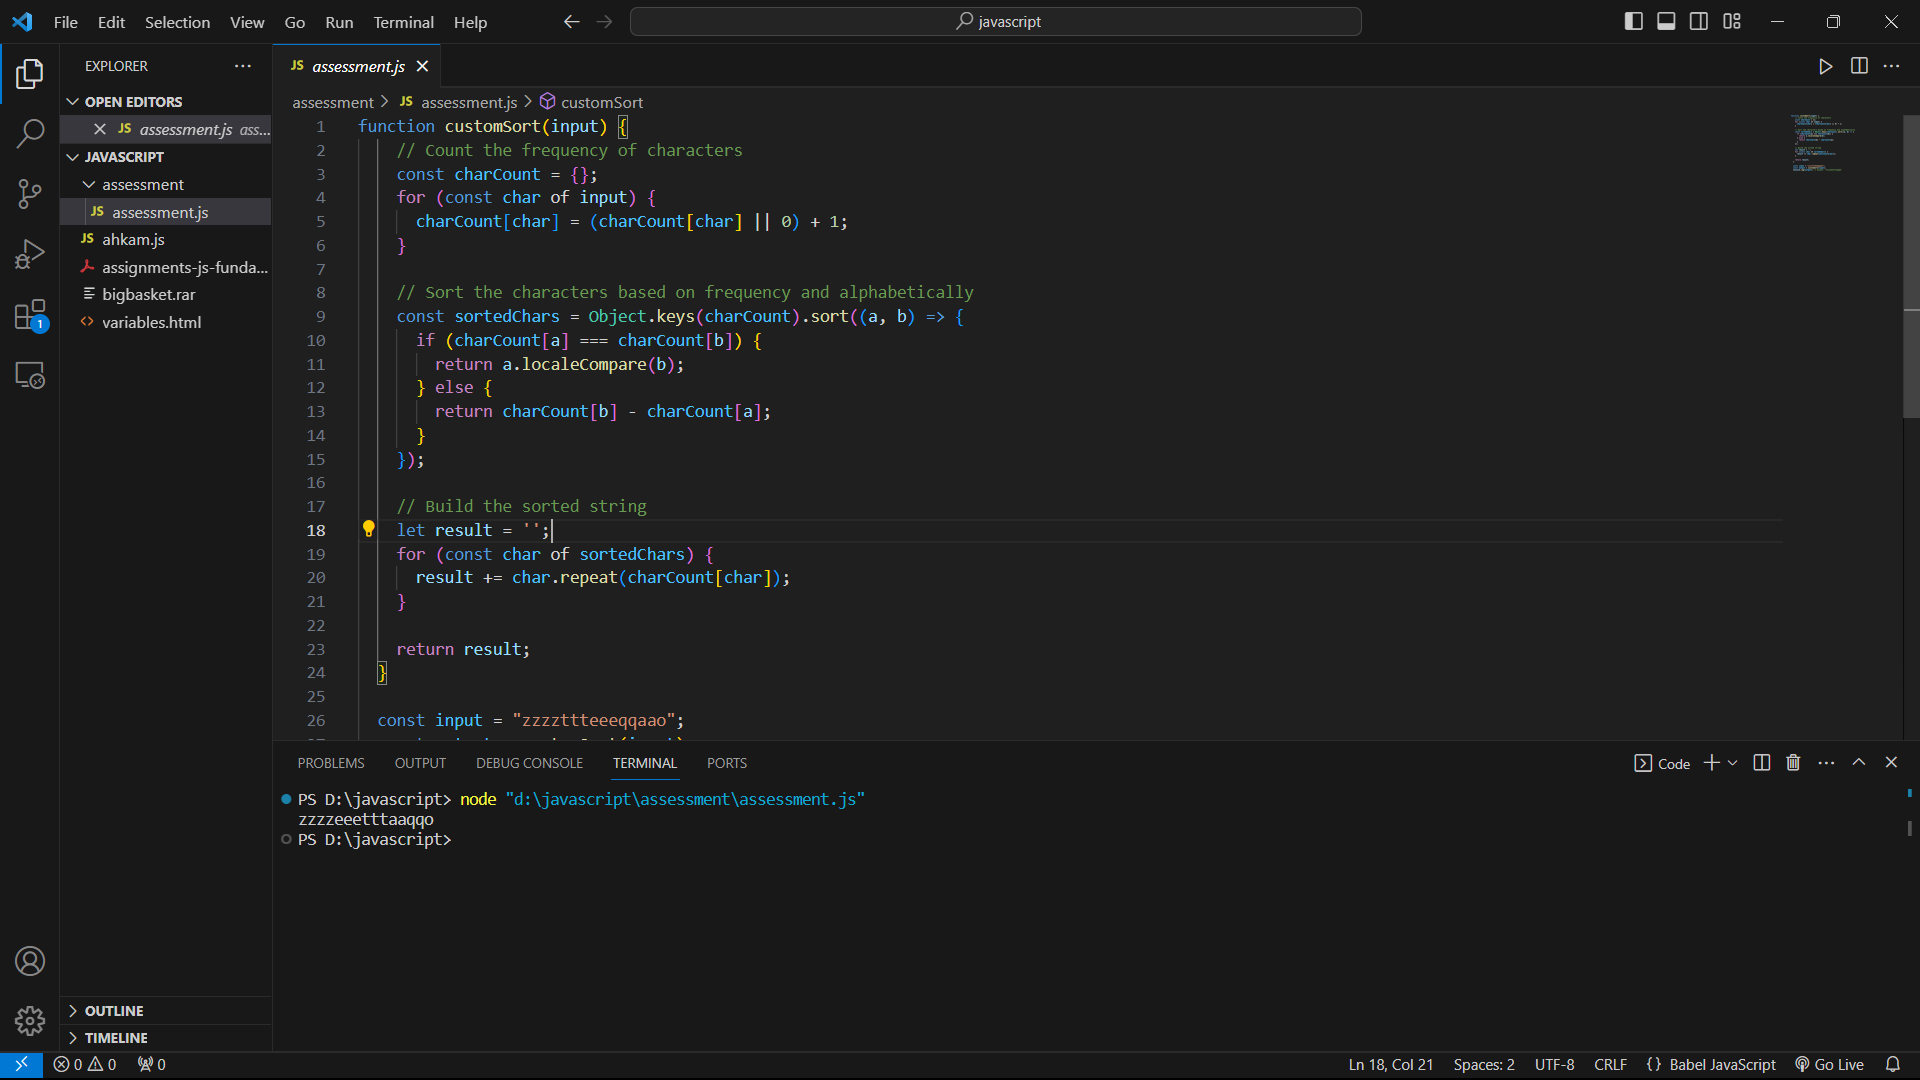 File Edit Selection View Go Run Terminal Help
javascript
EXPLORER
OPEN EDITORS
JS assessment.js ass...
JAVASCRIPT
assessment
JS assessment.js
JS ahkam.js
assignments-js-funda...
bigbasket.rar
variables.html
OUTLINE
TIMELINE
1
JS assessment.js
assessment > JS assessment.js > customSort
1 function customSort(input) {
2 // Count the frequency of characters
3 const charCount = {};
4 for (const char of input) {
5 charCount[char] = (charCount[char] || 0) + 1;
6 }
7
8 // Sort the characters based on frequency and alphabetically
9 const sortedChars = Object.keys(charCount).sort((a, b) => {
10 if (charCount[a] === charCount[b]) {
11 return a.localeCompare(b);
12 } else {
13 return charCount[b] - charCount[a];
14 }
15 });
16
17 // Build the sorted string
18 let result = '';
19 for (const char of sortedChars) {
20 result += char.repeat(charCount[char]);
21 }
22
23 return result;
24 }
25
26 const input = "zzzzttteeeqqaao";
PROBLEMS OUTPUT DEBUG CONSOLE TERMINAL PORTS
Code
PS D:\javascript> node "d:\javascript\assessment\assessment.js"
zzzzeeetttaaqqo
PS D:\javascript>
0 0 0
Ln 18, Col 21 Spaces: 2 UTF-8 CRLF {} Babel JavaScript Go Live